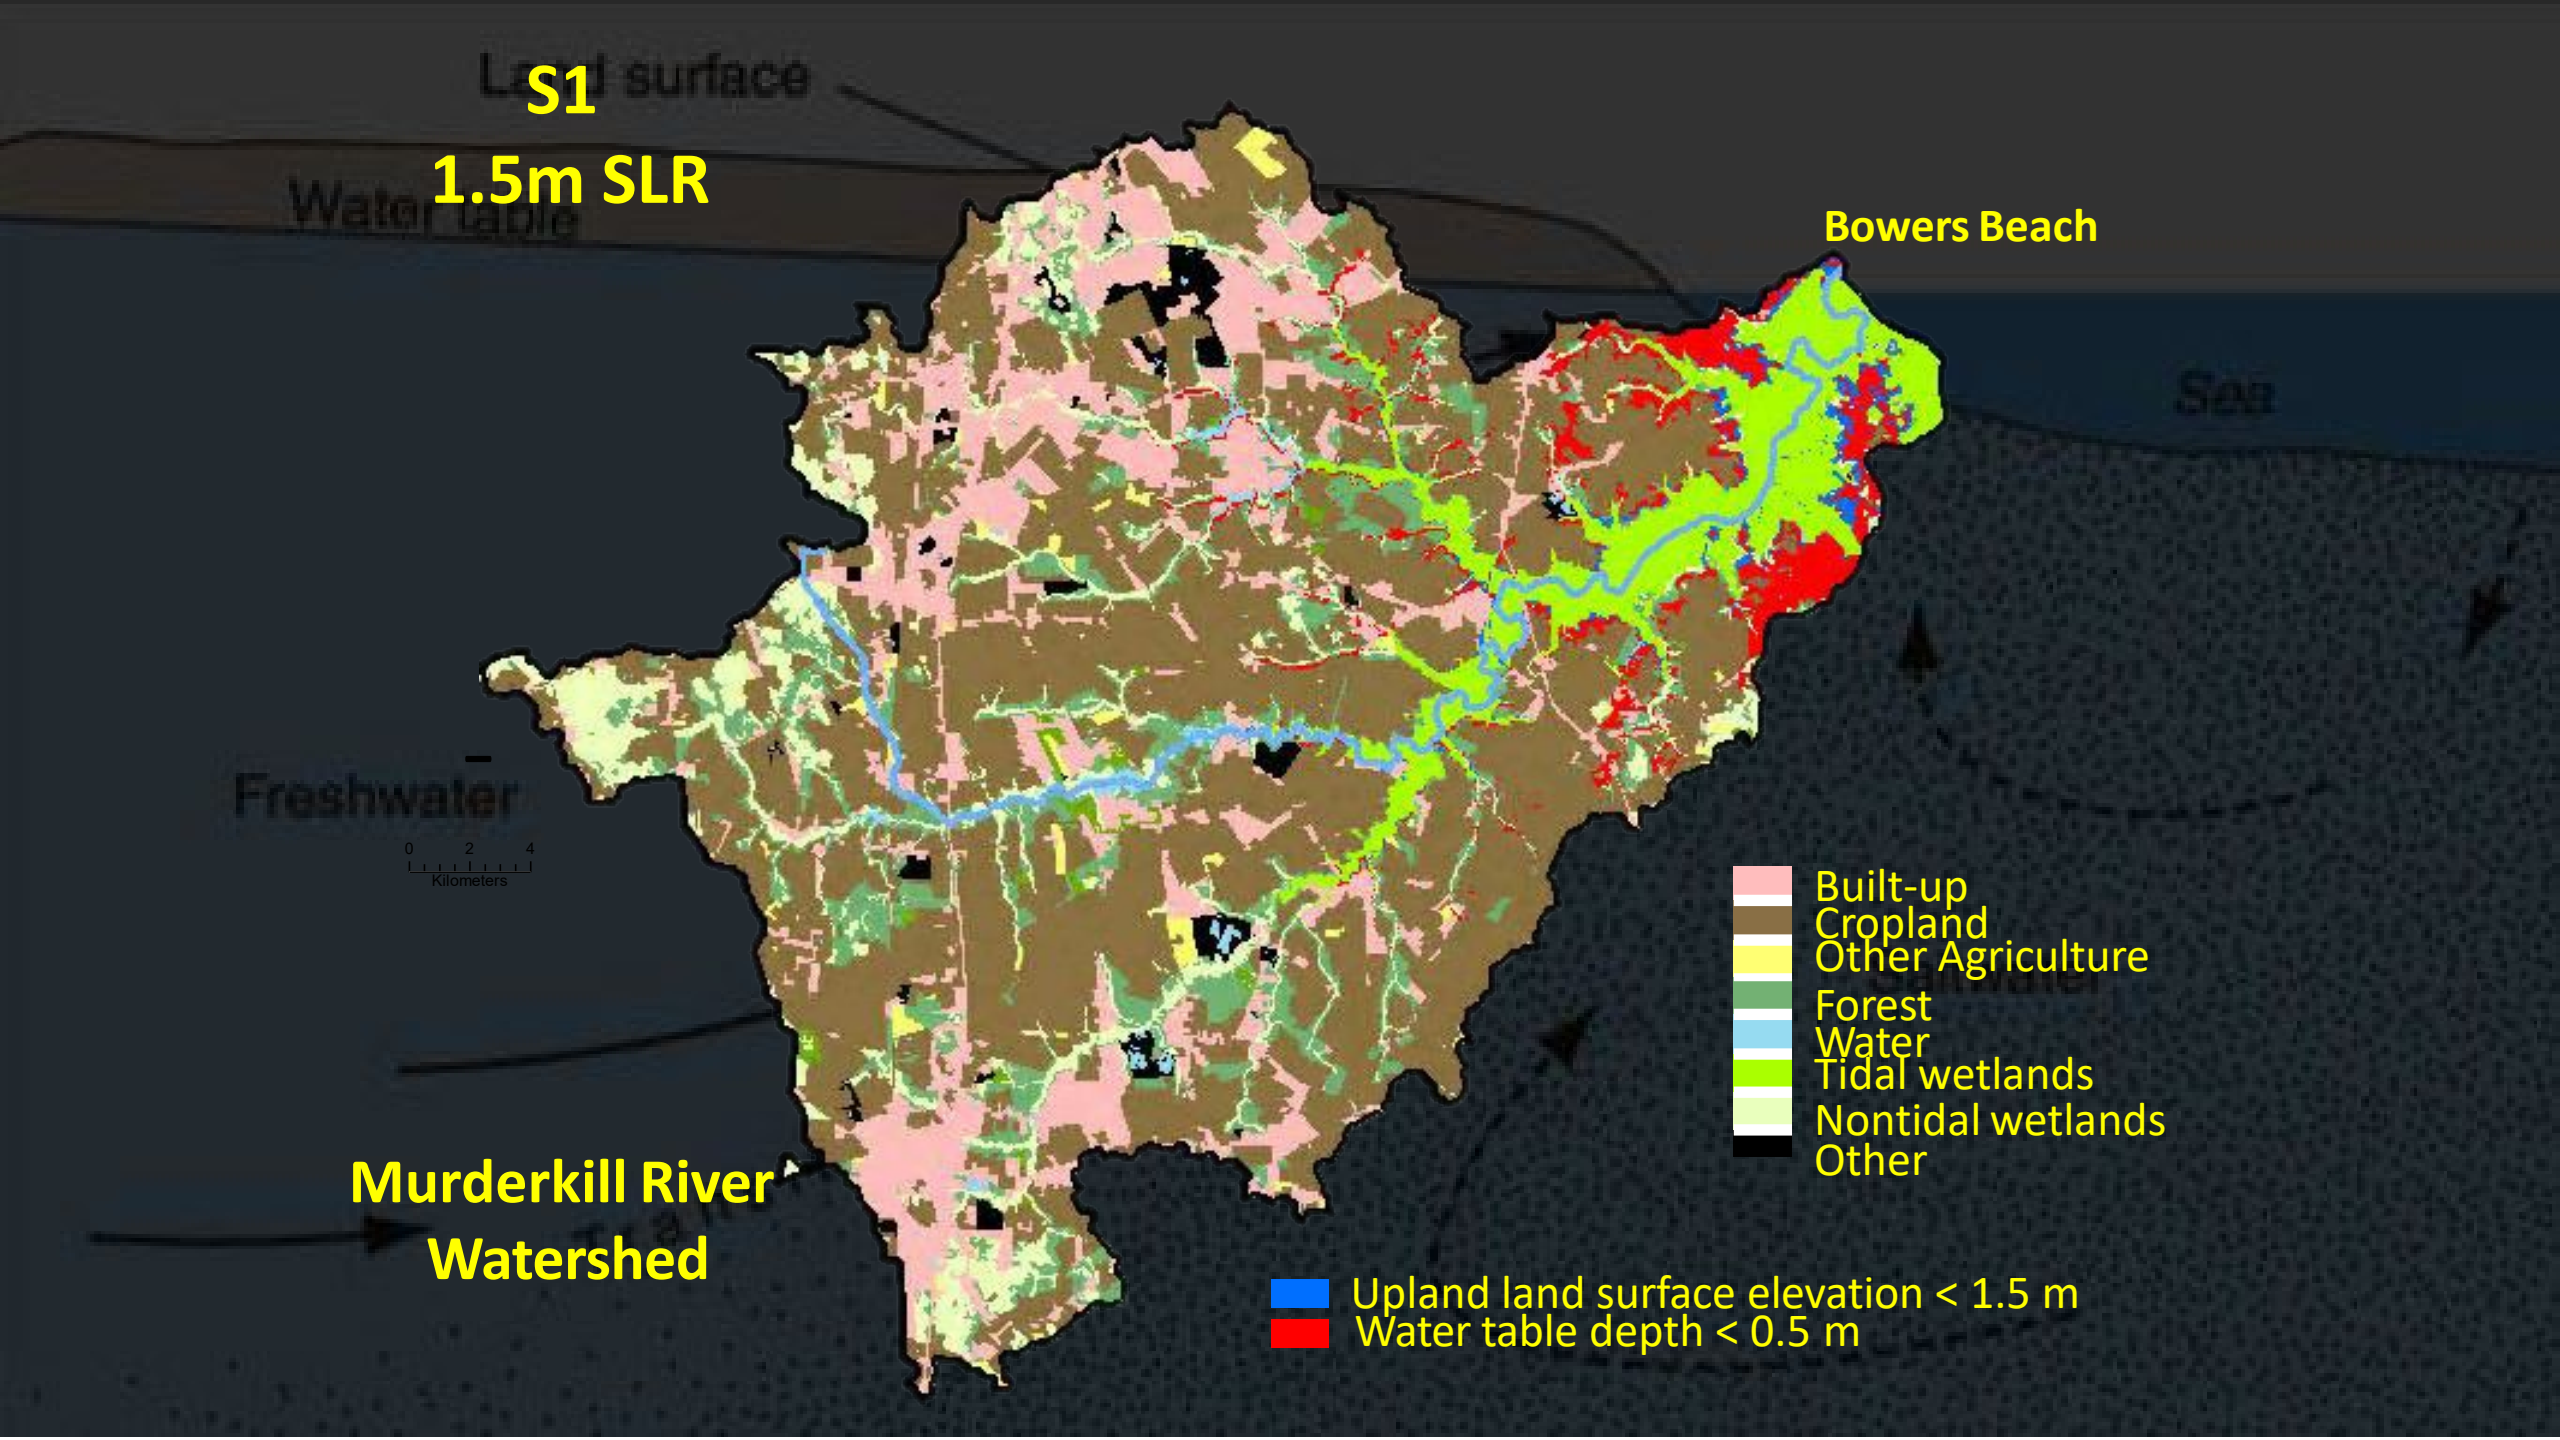 Land surface
S1
1.5m SLR
Water table
Bowers Beach
Sea
Freshwater
0 2 4
Kilometers
Built-up
Cropland
Other Agriculture
Forest
Water
Tidal wetlands
Nontidal wetlands
Other
Murderkill River
Watershed
Upland land surface elevation < 1.5 m
Water table depth < 0.5 m